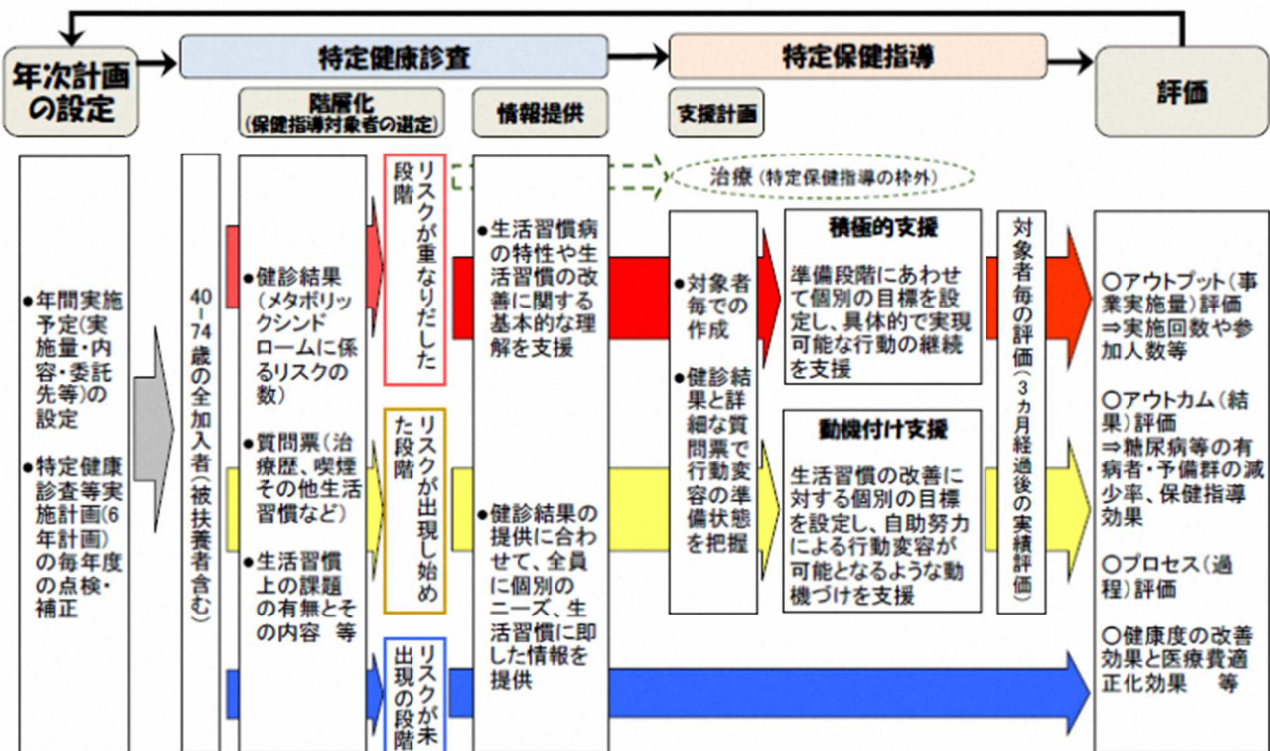 年次計画
の設定
特定健康診査
特定保健指導
評価
階層化
(保健指導対象者の選定)
情報提供
支援計画
●年間実施
予定(実
施量・内
容・委託
先等)の
設定
●特定健康
診査等実
施計画(6
年計画)
の毎年度
の点検・
補正
40-74歳の全加入者(被扶養者含む)
●健診結果
(メタボリッ
クシンド
ロームに係
るリスクの
数)
●質問票(治
療歴、喫煙
その他生活
習慣など)
●生活習慣
上の課題
の有無とそ
の内容 等
リスクが重なりだした
段階
リスクが出現し始め
た段階
リスクが未
出現の段階
●生活習慣病
の特性や生
活習慣の改
善に関する
基本的な理
解を支援
●健診結果の
提供に合わ
せて、全員
に個別の
ニーズ、生
活習慣に即
した情報を
提供
治療(特定保健指導の枠外)
●対象者
毎での
作成
●健診結
果と詳
細な質
問票で
行動変
容の準
備状態
を把握
積極的支援
準備段階にあわせ
て個別の目標を設
定し、具体的で実現
可能な行動の継続
を支援
動機付け支援
生活習慣の改善に
対する個別の目標
を設定し、自助努力
による行動変容が
可能となるような動
機づけを支援
対象者毎の評価(3ヵ月経過後の実績評価)
○アウトプット(事
業実施量)評価
⇒実施回数や参
加人数等
○アウトカム(結
果)評価
⇒糖尿病等の有
病者・予備群の減
少率、保健指導
効果
○プロセス(過
程)評価
○健康度の改善
効果と医療費適
正化効果 等